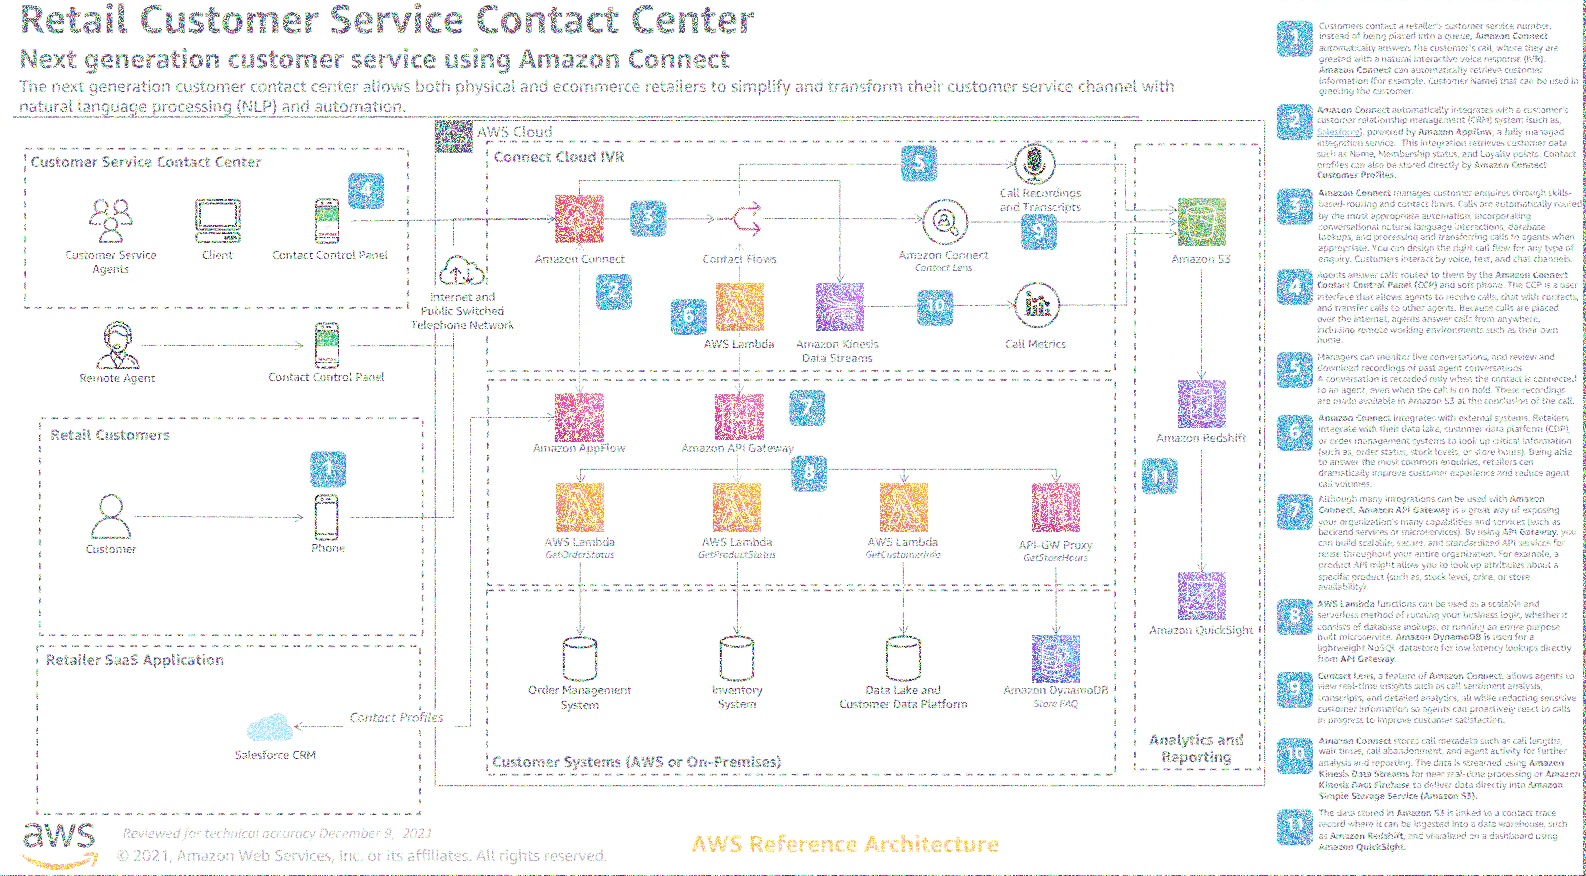 Retail Customer Service Contact Center
Next generation customer service using Amazon Connect
The next generation customer contact center allows both physical and ecommerce retailers to simplify and transform their customer service channel with
natural language processing (NLP) and automation.
AWS Cloud
Customer Service Contact Center
4
Customer Service
Agents
Client
Contact Control Panel
Remote Agent
Contact Control Panel
Internet and
Public Switched
Telephone Network
Retail Customers
1
Customer
Phone
Retailer SaaS Application
Contact Profiles
Salesforce CRM
Connect Cloud IVR
5
Call Recordings
and Transcripts
Amazon Connect
3
Contact Flows
Amazon Connect
Contact Lens
9
2
6
AWS Lambda
Amazon Kinesis
Data Streams
10
Call Metrics
Amazon AppFlow
Amazon API Gateway
7
8
AWS Lambda
GetOrderStatus
AWS Lambda
GetProductStatus
AWS Lambda
GetCustomerInfo
API-GW Proxy
GetStoreHours
Order Management
System
Inventory
System
Data Lake and
Customer Data Platform
Amazon DynamoDB
Store FAQ
Customer Systems (AWS or On-Premises)
Amazon S3
Amazon Redshift
11
Amazon QuickSight
Analytics and
Reporting
1
Customers contact a retailer's customer service number.
Instead of being placed into a queue, Amazon Connect
automatically answers the customer's call, where they are
greeted with a natural interactive voice response (IVR).
Amazon Connect can automatically retrieve customer
information (for example, Customer Name) that can be used in
greeting the customer.
2
Amazon Connect automatically integrates with a customer's
customer relationship management (CRM) system (such as,
Salesforce), powered by Amazon Appflow, a fully managed
integration service. This integration retrieves customer data
such as Name, Membership status, and Loyalty points. Contact
profiles can also be stored directly by Amazon Connect
Customer Profiles.
3
Amazon Connect manages customer enquires through skills-
based-routing and contact flows. Calls are automatically routed
by the most appropriate automation, incorporating
conversational natural language interactions, database
lookups, and processing and transferring calls to agents when
appropriate. You can design the right call flow for any type of
enquiry. Customers interact by voice, text, and chat channels.
4
Agents answer calls routed to them by the Amazon Connect
Contact Control Panel (CCP) and soft phone. The CCP is a user
interface that allows agents to receive calls, chat with contacts,
and transfer calls to other agents. Because calls are placed
over the internet, agents answer calls from anywhere,
including remote working environments such as their own
home.
5
Managers can monitor live conversations, and review and
download recordings of past agent conversations
A conversation is recorded only when the contact is connected
to an agent, even when the call is on hold. These recordings
are made available in Amazon S3 at the conclusion of the call.
6
Amazon Connect integrates with external systems. Retailers
integrate with their data lake, customer data platform (CDP),
or order management systems to look up critical information
(such as, order status, stock levels, or store hours). Being able
to answer the most common enquiries, retailers can
dramatically improve customer experience and reduce agent
call volumes.
7
Although many integrations can be used with Amazon
Connect, Amazon API Gateway is a great way of exposing
your organization's many capabilities and services (such as
backend services or microservices). By using API Gateway, you
can build scalable, secure, and standardized API services for
reuse throughout your entire organization. For example, a
product API might allow you to look up attributes about a
specific product (such as, stock level, price, or store
availability)
8
AWS Lambda functions can be used as a scalable and
serverless method of running your business logic, whether it
consists of database lookups, or running an entire purpose
built microservice. Amazon DynamoDB is used for a
lightweight NoSQL datastore for low latency lookups directly
from API Gateway.
9
Contact Lens, a feature of Amazon Connect, allows agents to
view real-time insights such as call sentiment analysis,
transcripts, and detailed analytics, all while redacting sensitive
customer information so agents can proactively react to calls
in progress to improve customer satisfaction.
10
Amazon Connect stores call metadata such as call lengths,
wait times, call abandonment, and agent activity for further
analysis and reporting. The data is streamed using Amazon
Kinesis Data Streams for near real-time processing or Amazon
Kinesis Data Firehose to deliver data directly into Amazon
Simple Storage Service (Amazon S3).
11
The data stored in Amazon S3 is linked to a contact trace
record where it can be ingested into a data warehouse, such
as Amazon Redshift, and visualized on a dashboard using
Amazon QuickSight.
aws
Reviewed for technical accuracy December 9, 2021
© 2021, Amazon Web Services, Inc. or its affiliates. All rights reserved.
AWS Reference Architecture